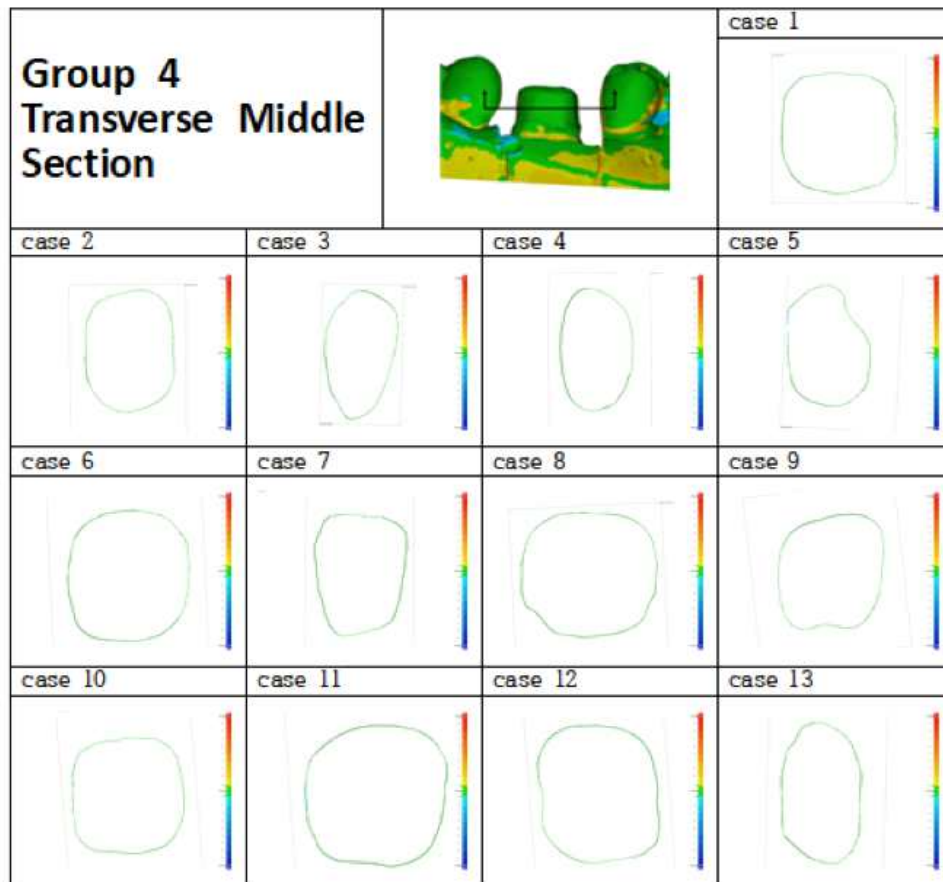 case 1
Group 4
Transverse Middle
Section
case 2
case 3
case 4
case 5
case 6
case 7
case 8
case 9
case 10
case 11
case 12
case 13